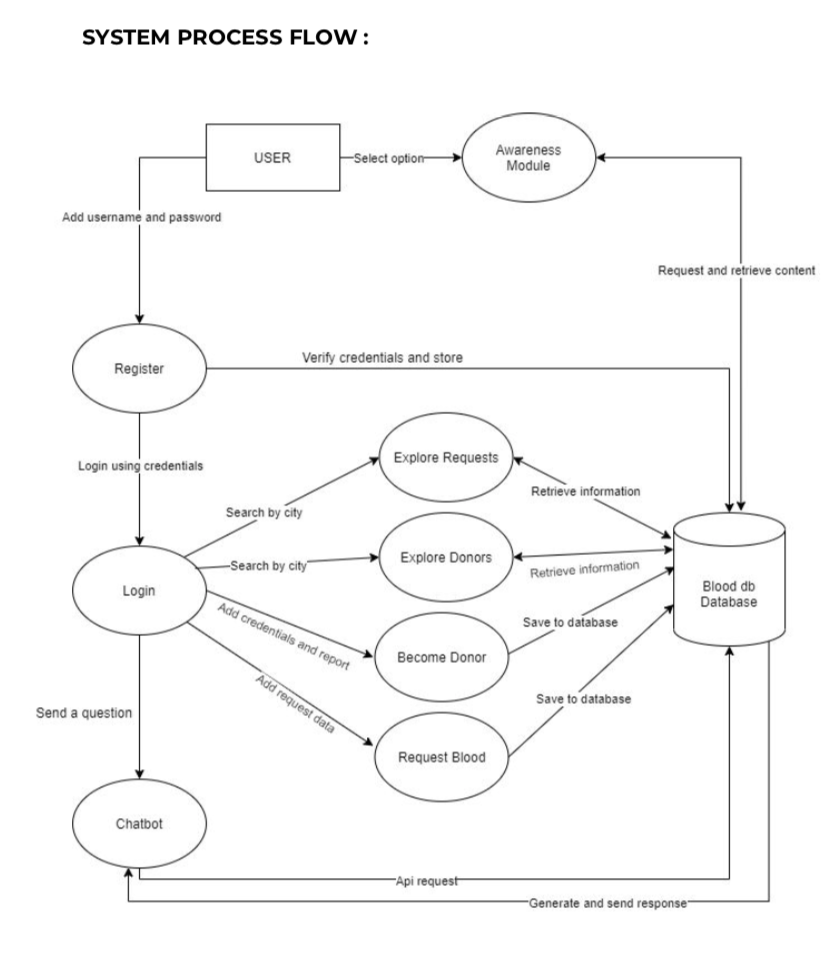 SYSTEM PROCESS FLOW :
USER
Select option
Awareness
Module
Add username and password
Request and retrieve content
Register
Verify credentials and store
Login using credentials
Explore Requests
Retrieve information
Search by city
Explore Donors
Search by city
Retrieve information
Login
Blood db
Database
Add credentials and report
Save to database
Become Donor
Add request data
Save to database
Send a question
Request Blood
Chatbot
Api request
Generate and send response